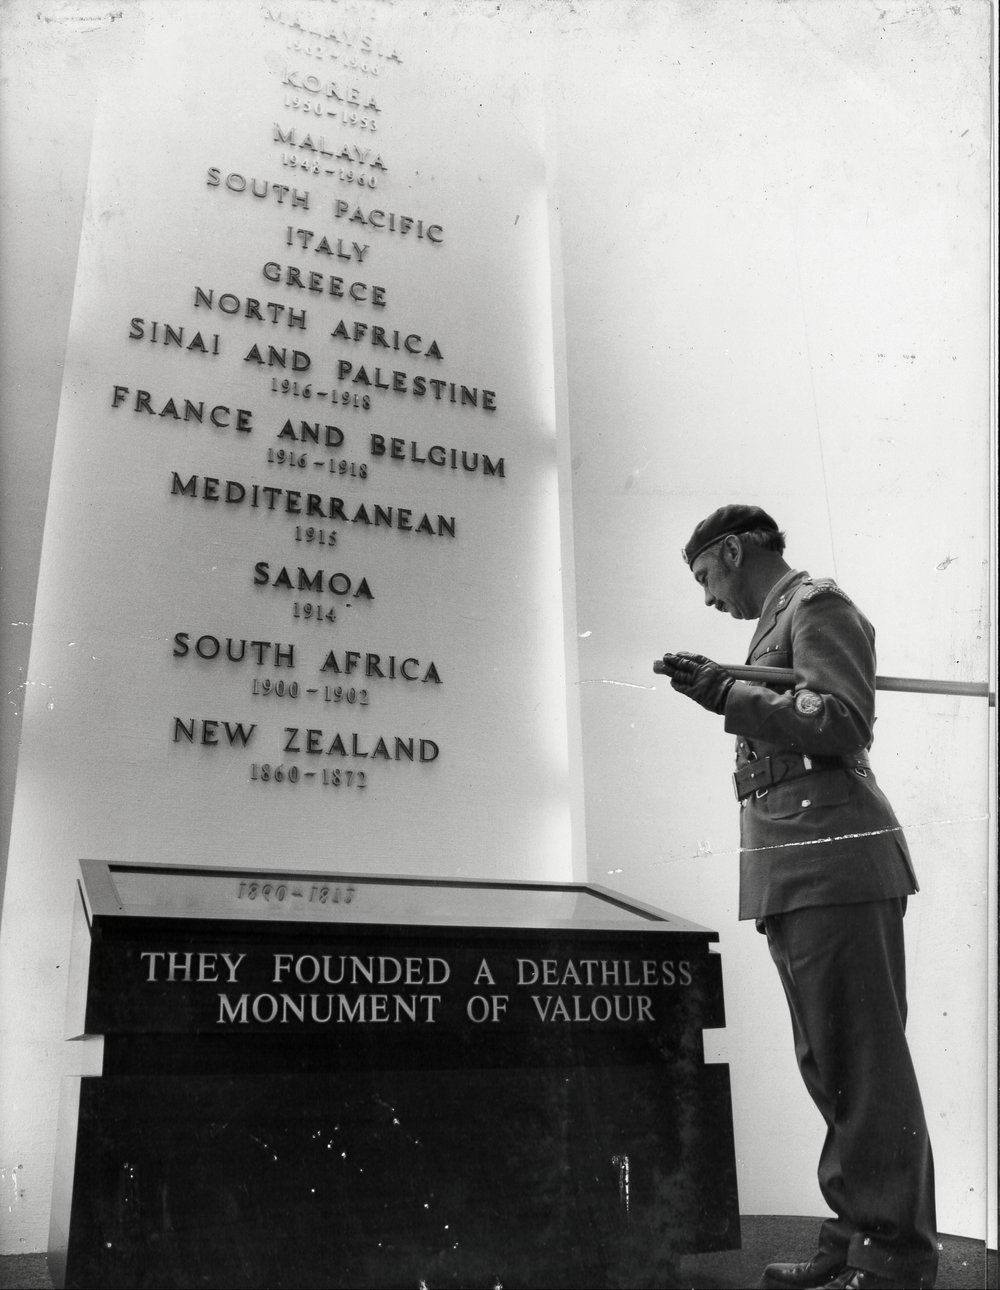 MALAYSIA
KOREA
1950-1953
MALAYA
1948-1960
SOUTH PACIFIC
ITALY
GREECE
NORTH AFRICA
SINAI AND PALESTINE
1916-1918
FRANCE AND BELGIUM
1916-1918
MEDITERRANEAN
1915
SAMOA
1914
SOUTH AFRICA
1900-1902
NEW ZEALAND
1860-1872
THEY FOUNDED A DEATHLESS
MONUMENT OF VALOUR